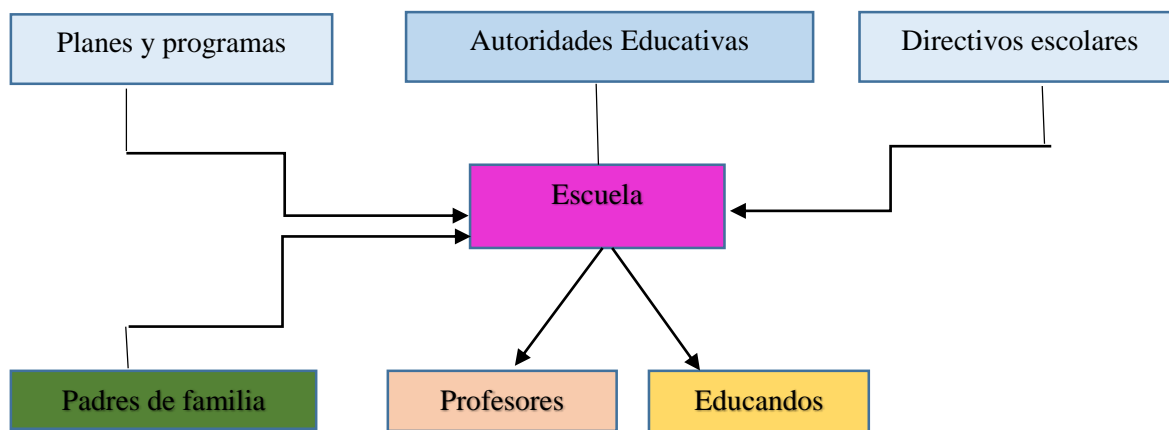 Planes y programas
Autoridades Educativas
Directivos escolares
Escuela
Padres de familia
Profesores
Educandos